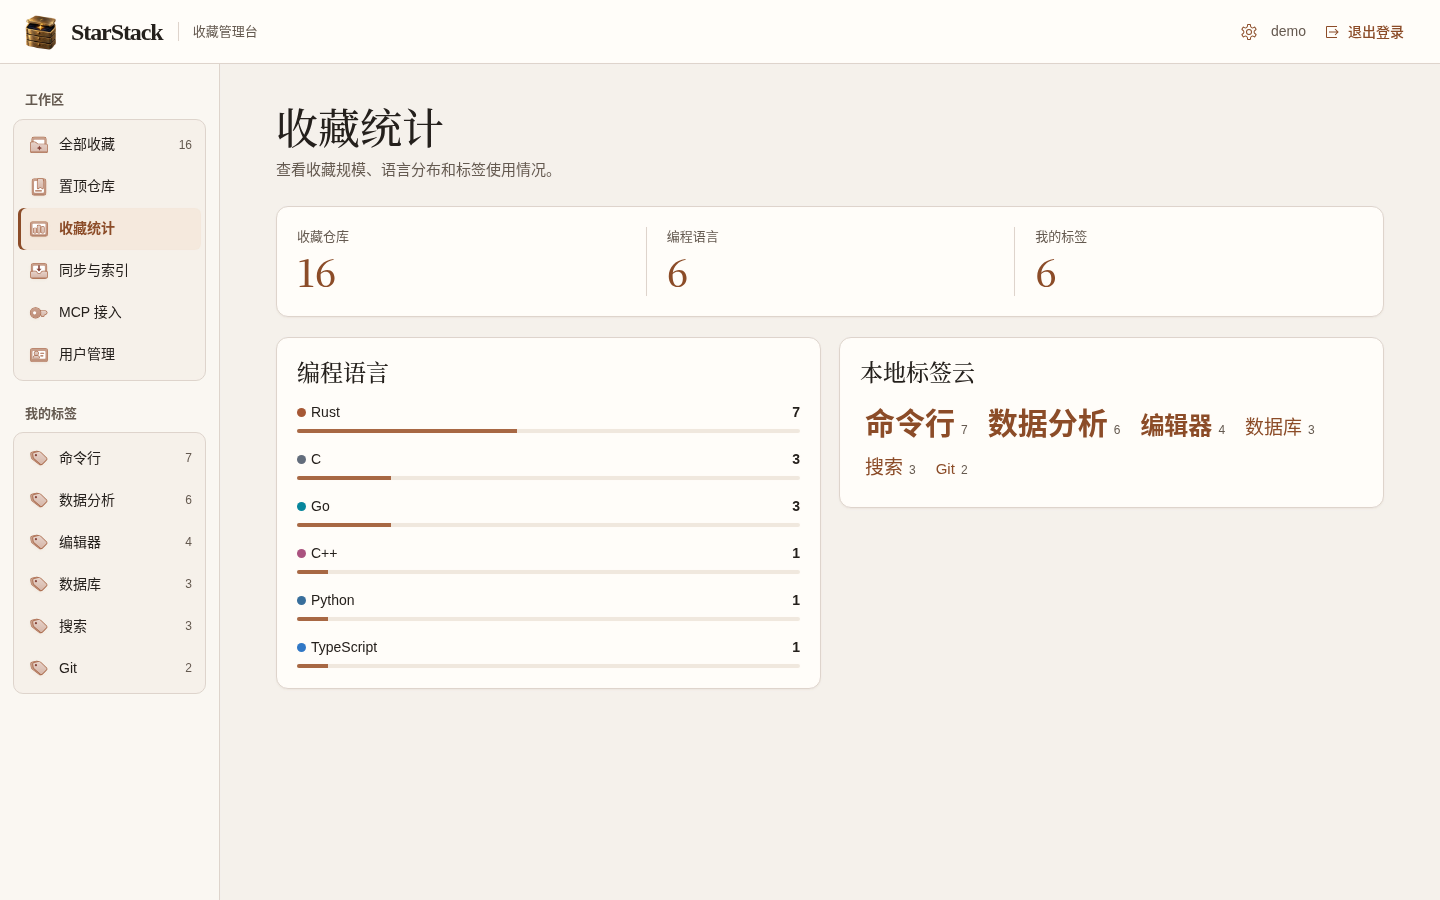 StarStack
收藏管理台
demo
退出登录
工作区
全部收藏 16
置顶仓库
收藏统计
同步与索引
MCP 接入
用户管理
我的标签
命令行 7
数据分析 6
编辑器 4
数据库 3
搜索 3
Git 2
收藏统计
查看收藏规模、语言分布和标签使用情况。
收藏仓库
16
编程语言
6
我的标签
6
编程语言
Rust 7
C 3
Go 3
C++ 1
Python 1
TypeScript 1
本地标签云
命令行 7 数据分析 6 编辑器 4 数据库 3
搜索 3 Git 2